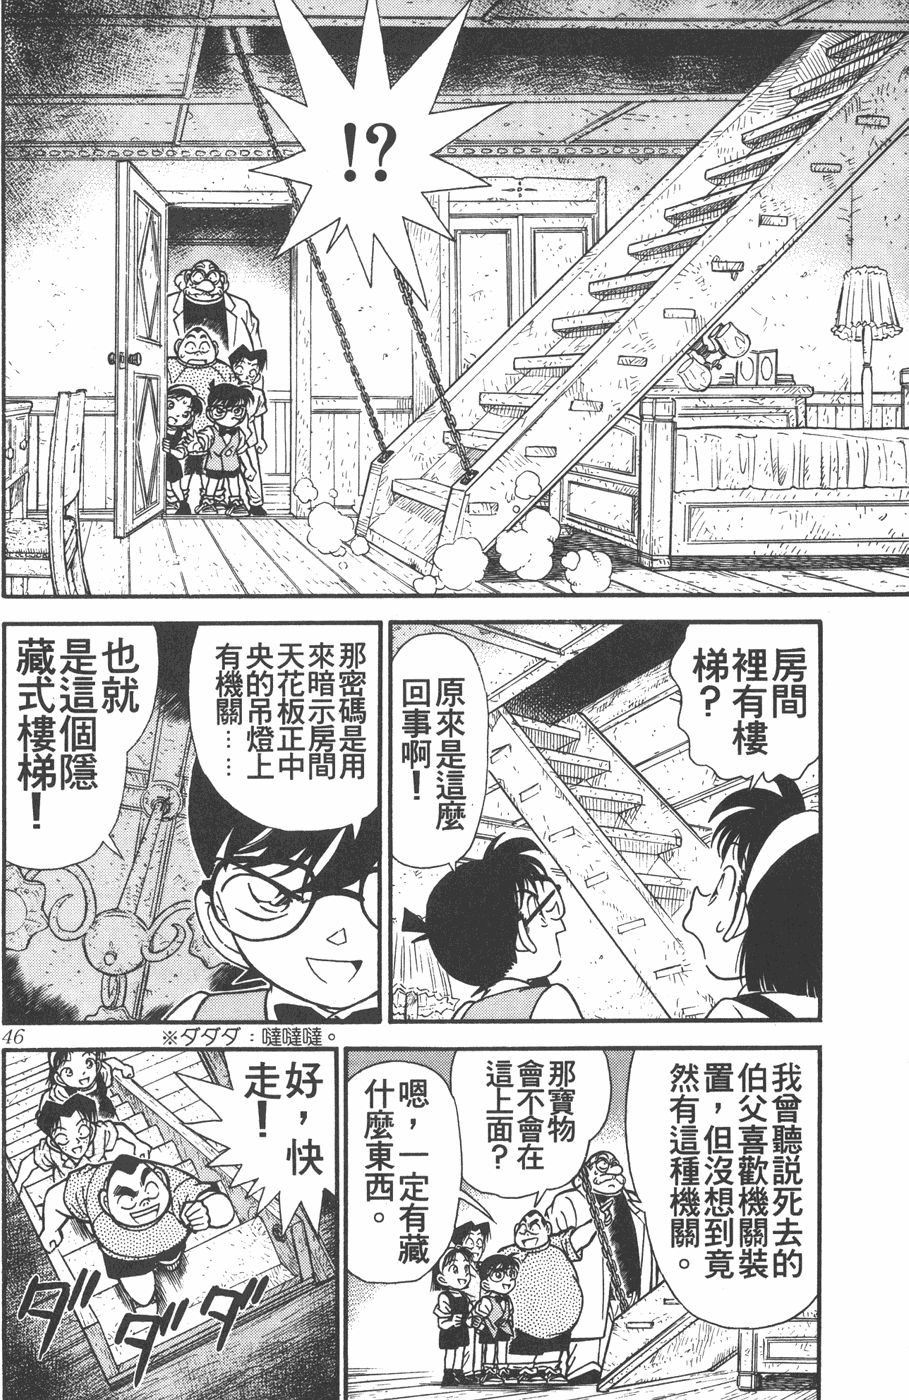 !?
房間
裡有樓
梯？
原來是這麼
回事啊！
那密碼是用
來暗示房間
天花板正中
央的吊燈上
有機關……
也就
是這個隱
藏式樓梯！
46
※ダダダ：噠噠噠。
我曾聽說死去的
伯父喜歡機關裝
置，但沒想到竟
然有這種機關。
那寶物
會不會在
這上面？
嗯，一定有藏
什麼東西。
好，快
走！
ダダダ